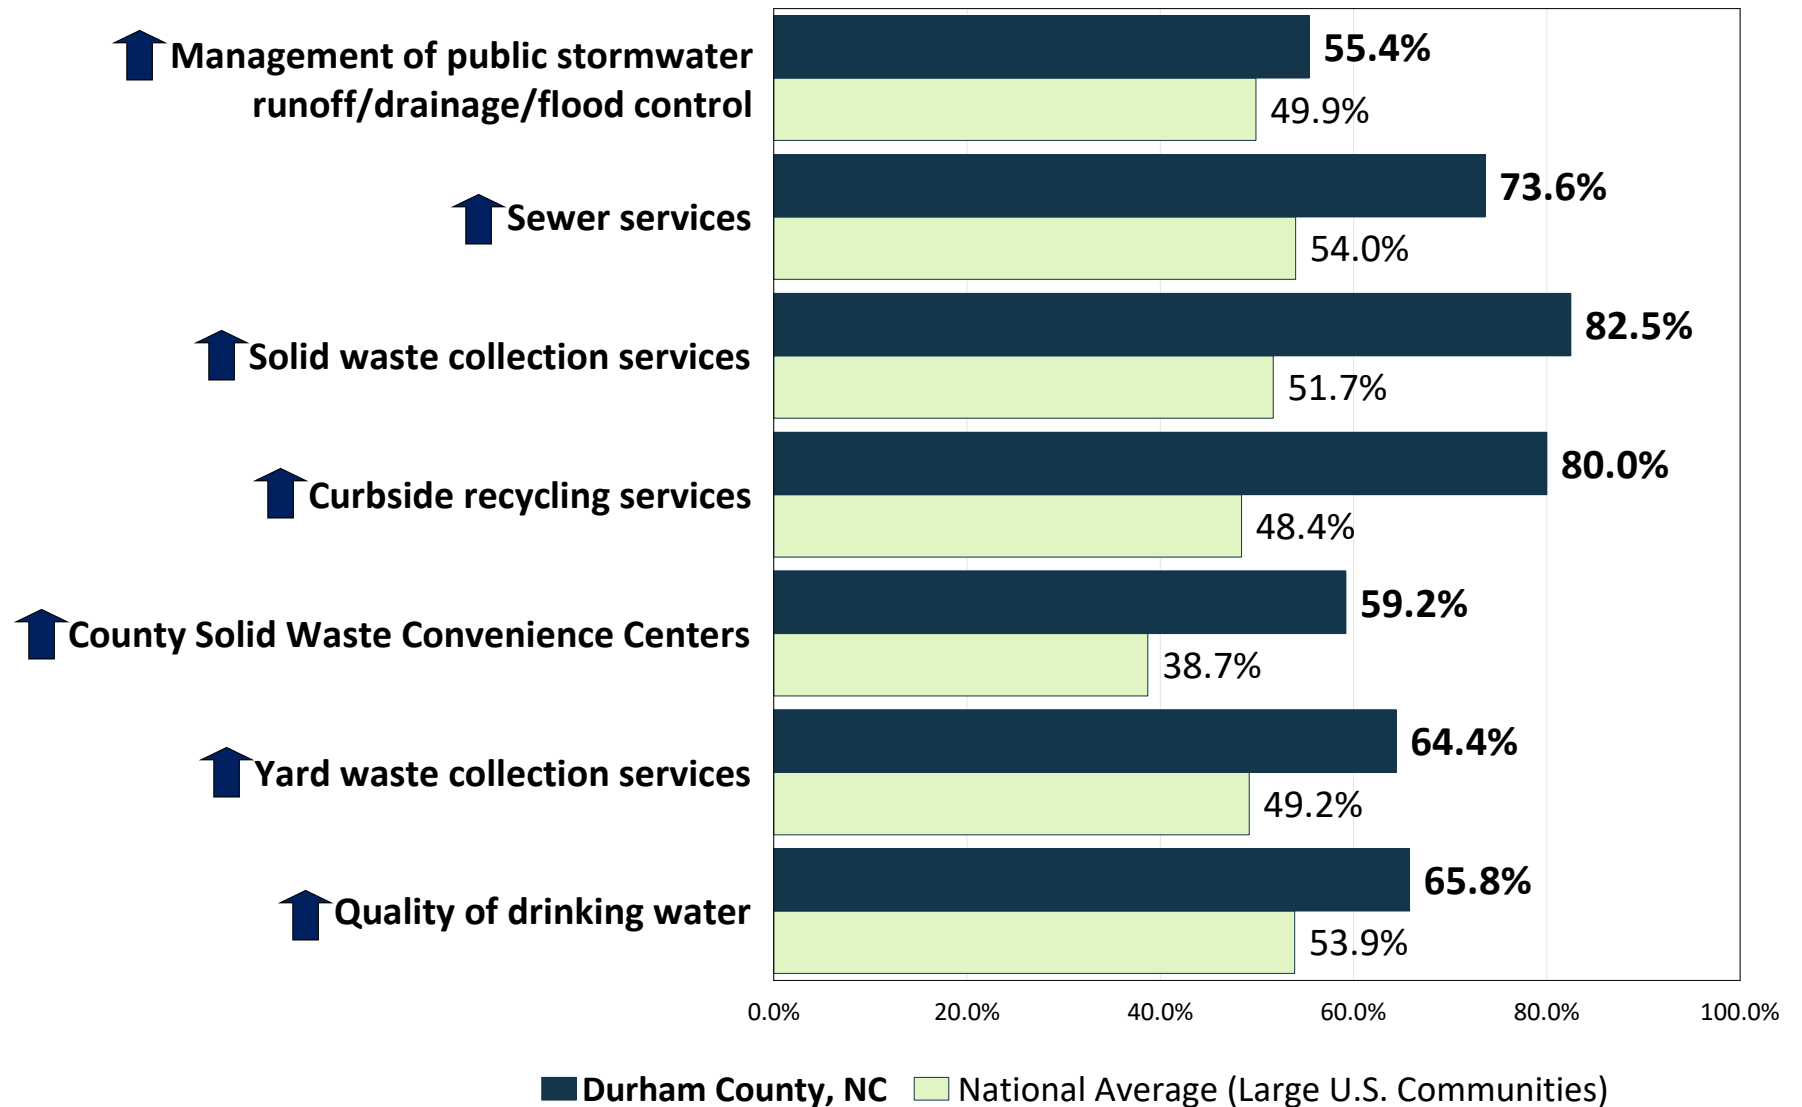 Management of public stormwater
runoff/drainage/flood control
55.4%
49.9%
Sewer services
73.6%
54.0%
Solid waste collection services
82.5%
51.7%
Curbside recycling services
80.0%
48.4%
County Solid Waste Convenience Centers
59.2%
38.7%
Yard waste collection services
64.4%
49.2%
Quality of drinking water
65.8%
53.9%
0.0% 20.0% 40.0% 60.0% 80.0% 100.0%
Durham County, NC National Average (Large U.S. Communities)